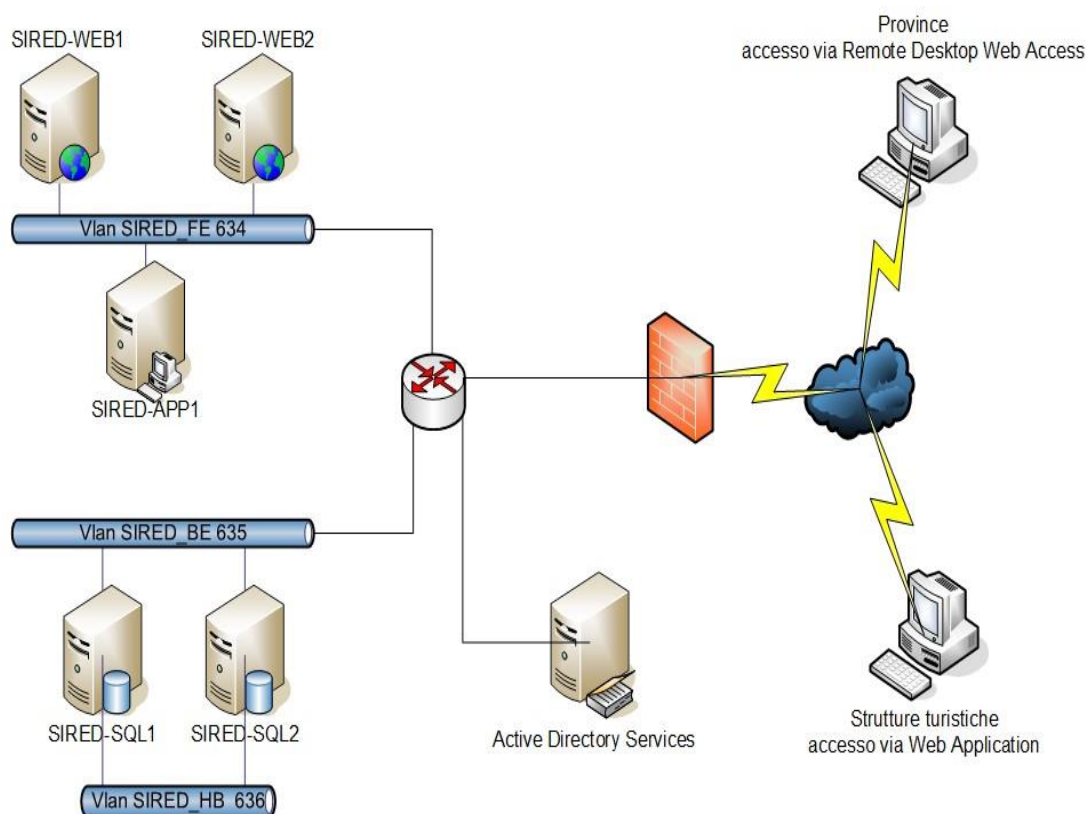 SIRED-WEB1
SIRED-WEB2
Province
accesso via Remote Desktop Web Access
Vlan SIRED_FE 634
SIRED-APP1
Vlan SIRED_BE 635
SIRED-SQL1
SIRED-SQL2
Active Directory Services
Strutture turistiche
accesso via Web Application
Vlan SIRED_HB 636